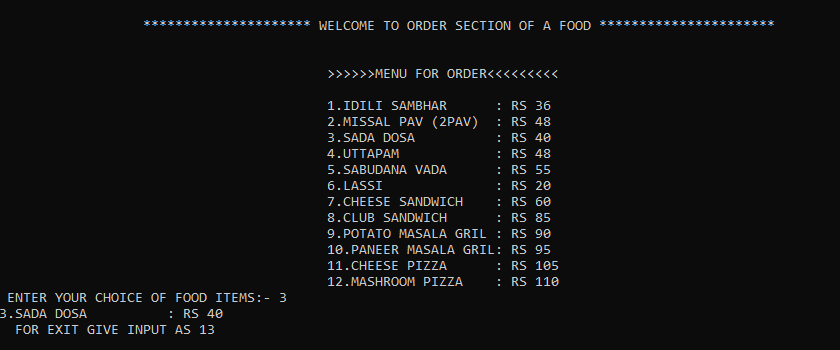 ********************* WELCOME TO ORDER SECTION OF A FOOD **********************
>>>>>>MENU FOR ORDER<<<<<<<<<
1.IDILI SAMBHAR      : RS 36
2.MISSAL PAV (2PAV)  : RS 48
3.SADA DOSA          : RS 40
4.UTTAPAM            : RS 48
5.SABUDANA VADA      : RS 55
6.LASSI              : RS 20
7.CHEESE SANDWICH    : RS 60
8.CLUB SANDWICH      : RS 85
9.POTATO MASALA GRIL : RS 90
10.PANEER MASALA GRIL: RS 95
11.CHEESE PIZZA      : RS 105
12.MASHROOM PIZZA    : RS 110
ENTER YOUR CHOICE OF FOOD ITEMS:- 3
3.SADA DOSA          : RS 40
FOR EXIT GIVE INPUT AS 13